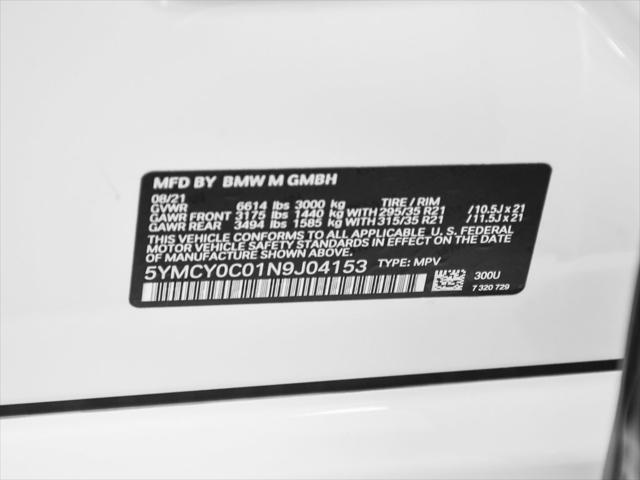 MFD BY BMW M GMBH
08/21
GVWR 6614 lbs 3000 kg TIRE / RIM
GAWR FRONT 3175 lbs 1440 kg WITH 295/35 R21 /10.5J x 21
GAWR REAR 3494 lbs 1585 kg WITH 315/35 R21 /11.5J x 21
THIS VEHICLE CONFORMS TO ALL APPLICABLE U. S. FEDERAL
MOTOR VEHICLE SAFETY STANDARDS IN EFFECT ON THE DATE OF
MANUFACTURE SHOWN ABOVE.
5YMCY0C01N9J04153 TYPE: MPV
300U
7 320 729